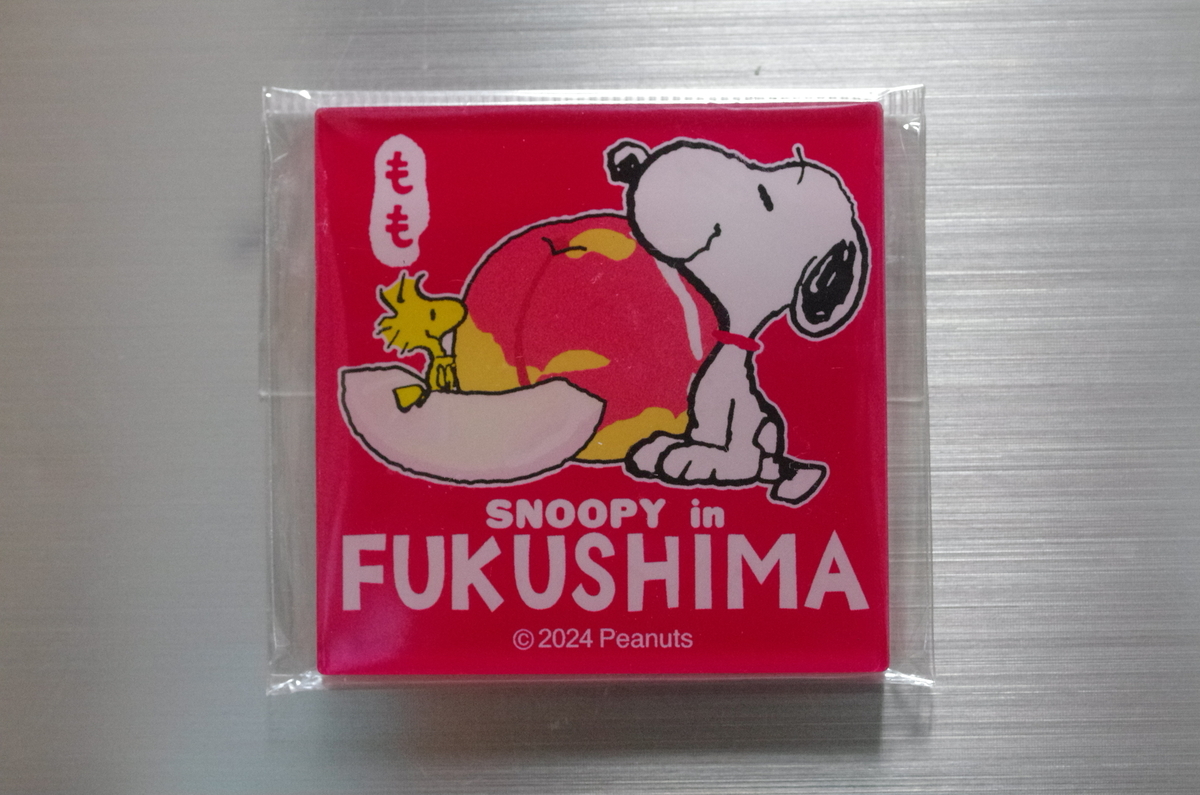 もも
SNOOPY in
FUKUSHIMA
© 2024 Peanuts